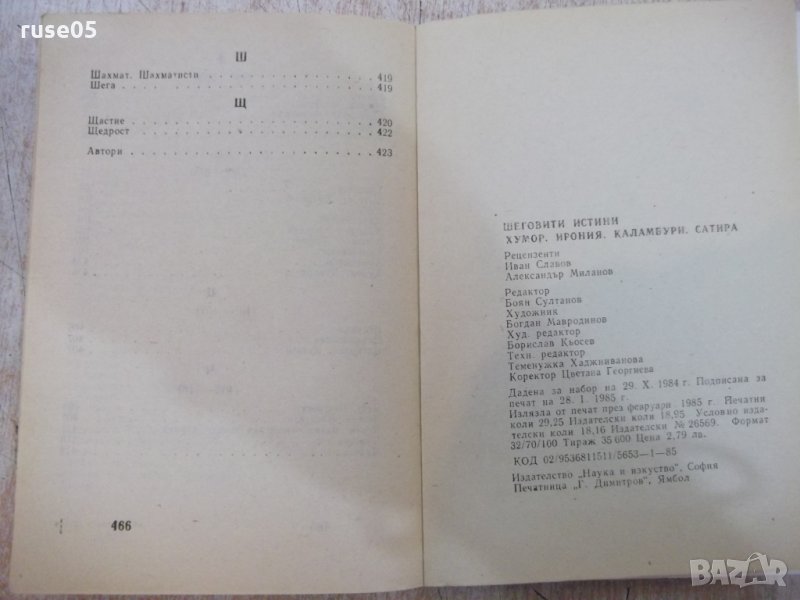 ruse05
Ш
Шахмат. Шахматисти . . . . . . . . . . . . . . . 419
Шега . . . . . . . . . . . . . . . . . . . . . 419
Щ
Щастие . . . . . . . . . . . . . . . . . . . . 420
Щедрост . . . . . . . . . . . . . . . . . . . 422
Автори . . . . . . . . . . . . . . . . . . . . 423
466
ШЕГОВИТИ ИСТИНИ
ХУМОР. ИРОНИЯ. КАЛАМБУРИ. САТИРА
Рецензенти
Иван Славов
Александър Миланов
Редактор
Боян Султанов
Художник
Богдан Мавродинов
Худ. редактор
Борислав Кьосев
Техн. редактор
Теменужка Хаджииванова
Коректор Цветана Георгиева
Дадена за набор на 29. X. 1984 г. Подписана за
печат на 28. 1. 1985 г.
Излязла от печат през февруари 1985 г. Печатни
коли 29,25 Издателски коли 18,95 Условно изда-
телски коли 18,16 Издателски № 26569. Формат
32/70/100 Тираж 35 600 Цена 2,79 лв.
КОД 02/9536811511/5653—1—85
Издателство „Наука и изкуство", София
Печатница „Г. Димитров", Ямбол
BAZAR